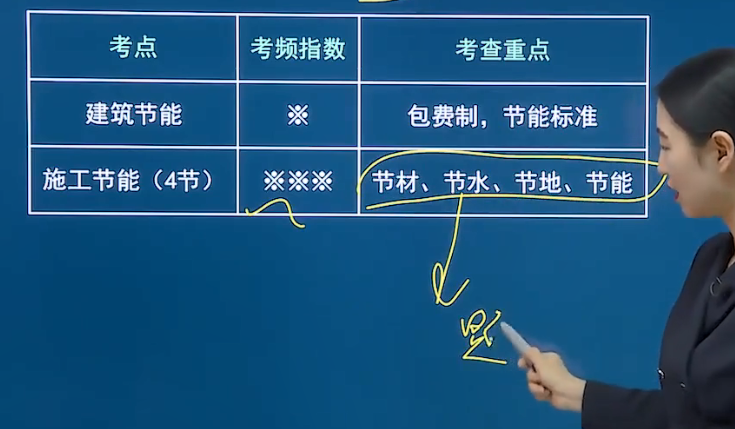 考点 考频指数 考查重点
建筑节能 ※ 包费制，节能标准
施工节能（4节） ※※※ 节材、节水、节地、节能